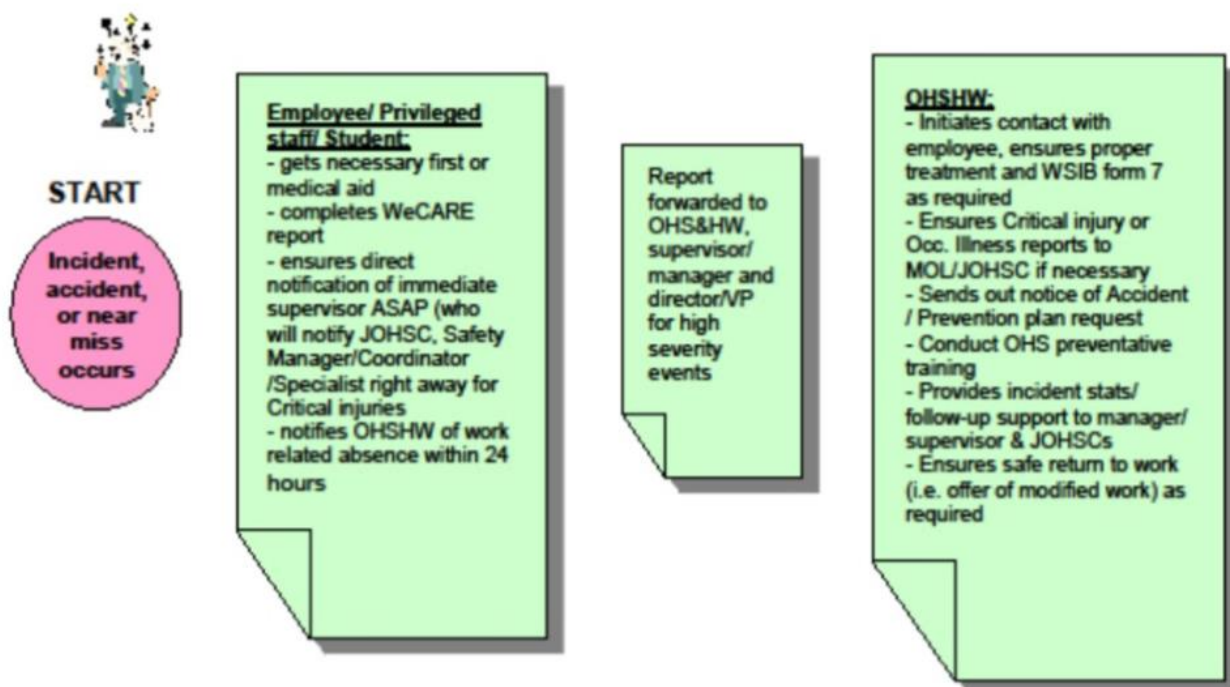 START
Incident,
accident,
or near
miss
occurs
Employee/ Privileged
staff/ Student:
- gets necessary first or
medical aid
- completes WeCARE
report
- ensures direct
notification of immediate
supervisor ASAP (who
will notify JOHSC, Safety
Manager/Coordinator
/Specialist right away for
Critical injuries
- notifies OHSHW of work
related absence within 24
hours
Report
forwarded to
OHS&HW,
supervisor/
manager and
director/VP
for high
severity
events
OHSHW:
- Initiates contact with
employee, ensures proper
treatment and WSIB form 7
as required
- Ensures Critical injury or
Occ. Illness reports to
MOL/JOHSC if necessary
- Sends out notice of Accident
/ Prevention plan request
- Conduct OHS preventative
training
- Provides incident stats/
follow-up support to manager/
supervisor & JOHSCs
- Ensures safe return to work
(i.e. offer of modified work) as
required